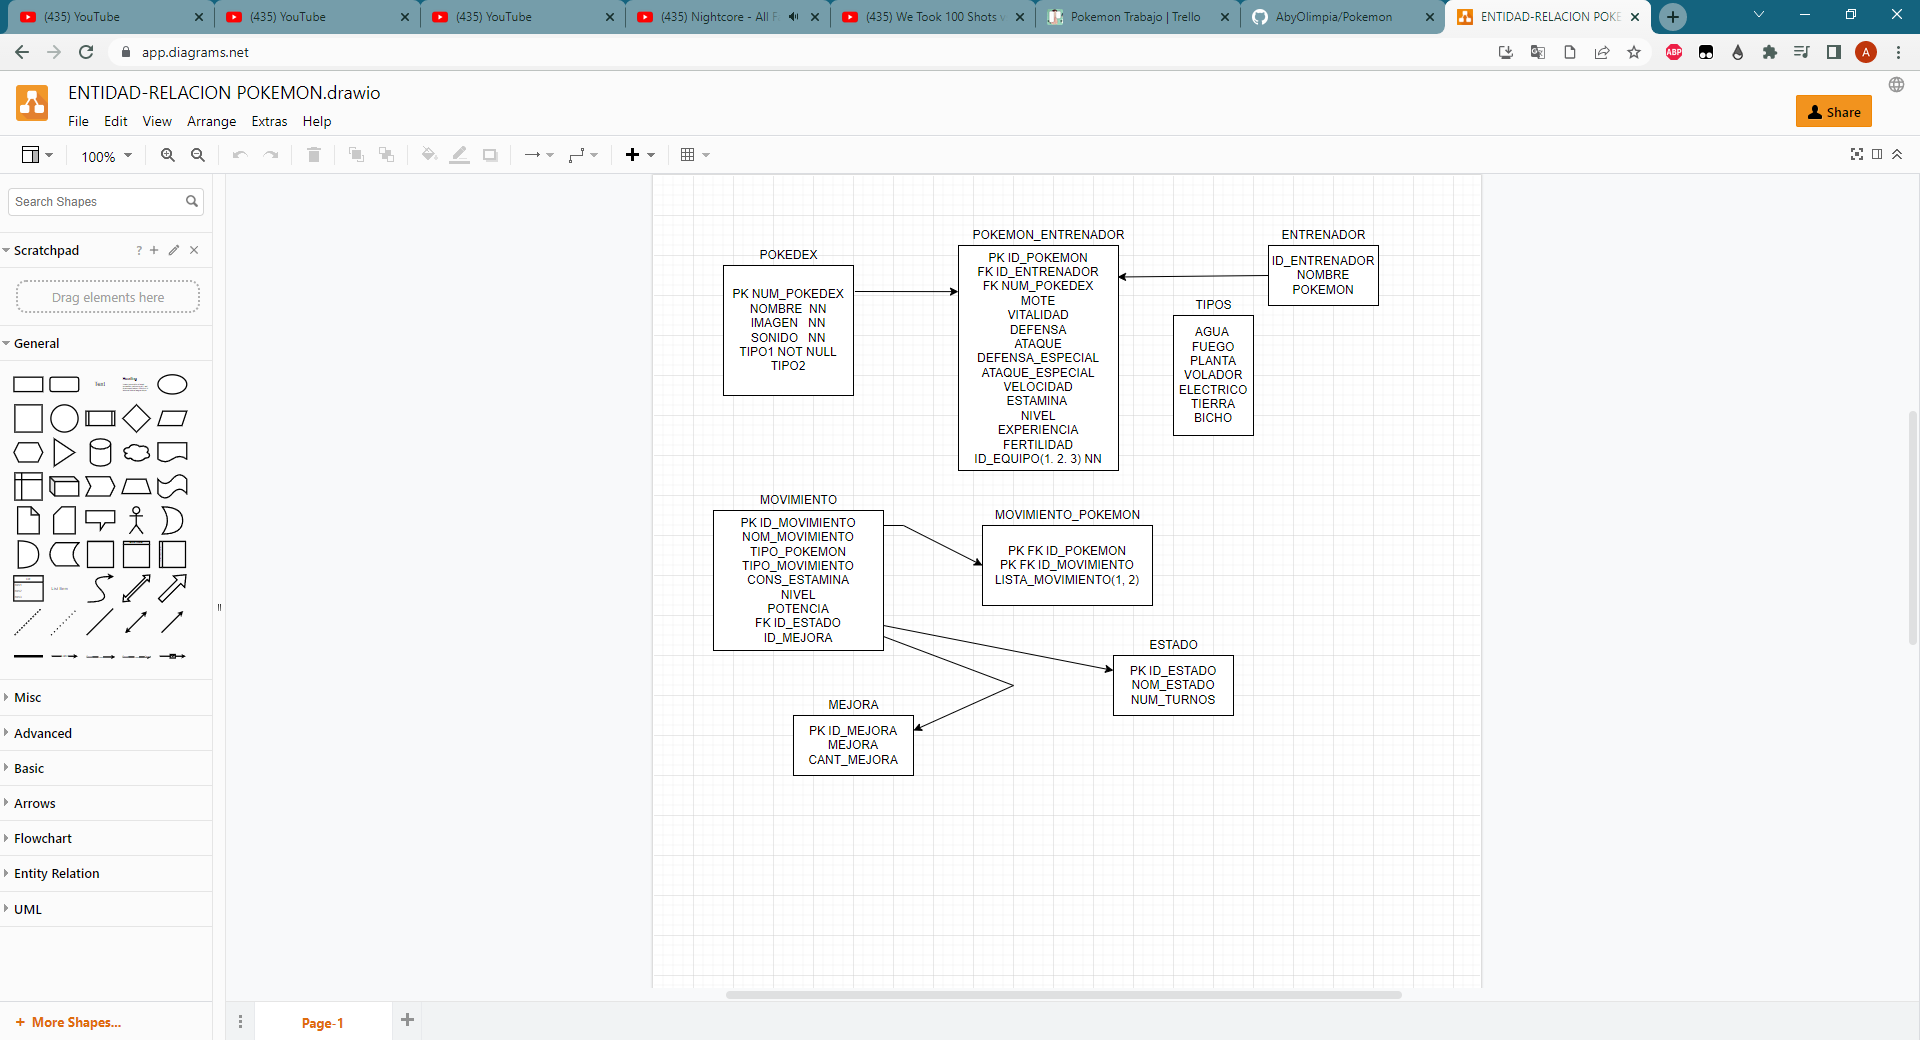 (435) YouTube
(435) YouTube
(435) YouTube
(435) Nightcore - All F
(435) We Took 100 Shots v
Pokemon Trabajo | Trello
AbyOlimpia/Pokemon
ENTIDAD-RELACION POKE
app.diagrams.net
ABP
A
ENTIDAD-RELACION POKEMON.drawio
File Edit View Arrange Extras Help
Share
100%
Search Shapes
Scratchpad
?
Drag elements here
General
Text
Heading
Misc
Advanced
Basic
Arrows
Flowchart
Entity Relation
UML
+ More Shapes...
Page-1
POKEDEX
PK NUM_POKEDEX
NOMBRE NN
IMAGEN NN
SONIDO NN
TIPO1 NOT NULL
TIPO2
POKEMON_ENTRENADOR
PK ID_POKEMON
FK ID_ENTRENADOR
FK NUM_POKEDEX
MOTE
VITALIDAD
DEFENSA
ATAQUE
DEFENSA_ESPECIAL
ATAQUE_ESPECIAL
VELOCIDAD
ESTAMINA
NIVEL
EXPERIENCIA
FERTILIDAD
ID_EQUIPO(1. 2. 3) NN
ENTRENADOR
ID_ENTRENADOR
NOMBRE
POKEMON
TIPOS
AGUA
FUEGO
PLANTA
VOLADOR
ELECTRICO
TIERRA
BICHO
MOVIMIENTO
PK ID_MOVIMIENTO
NOM_MOVIMIENTO
TIPO_POKEMON
TIPO_MOVIMIENTO
CONS_ESTAMINA
NIVEL
POTENCIA
FK ID_ESTADO
ID_MEJORA
MOVIMIENTO_POKEMON
PK FK ID_POKEMON
PK FK ID_MOVIMIENTO
LISTA_MOVIMIENTO(1, 2)
ESTADO
PK ID_ESTADO
NOM_ESTADO
NUM_TURNOS
MEJORA
PK ID_MEJORA
MEJORA
CANT_MEJORA